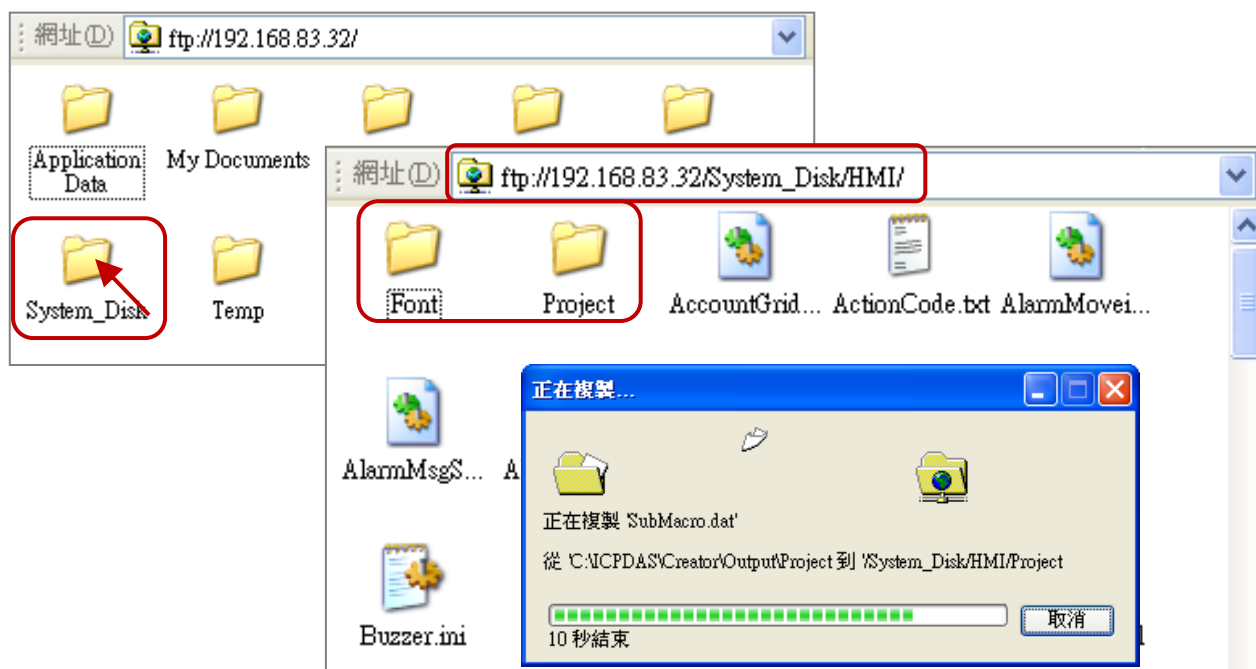 網址(D) ftp://192.168.83.32/
Application Data
My Documents
System_Disk
Temp
網址(D) ftp://192.168.83.32/System_Disk/HMI/
Font
Project
AccountGrid...
ActionCode.txt
AlarmMovei...
AlarmMsgS...
A
Buzzer.ini
正在複製...
正在複製 'SubMacro.dat'
從 'C:\ICPDAS\Creator\Output\Project 到 '/System_Disk/HMI/Project
10 秒結束
取消